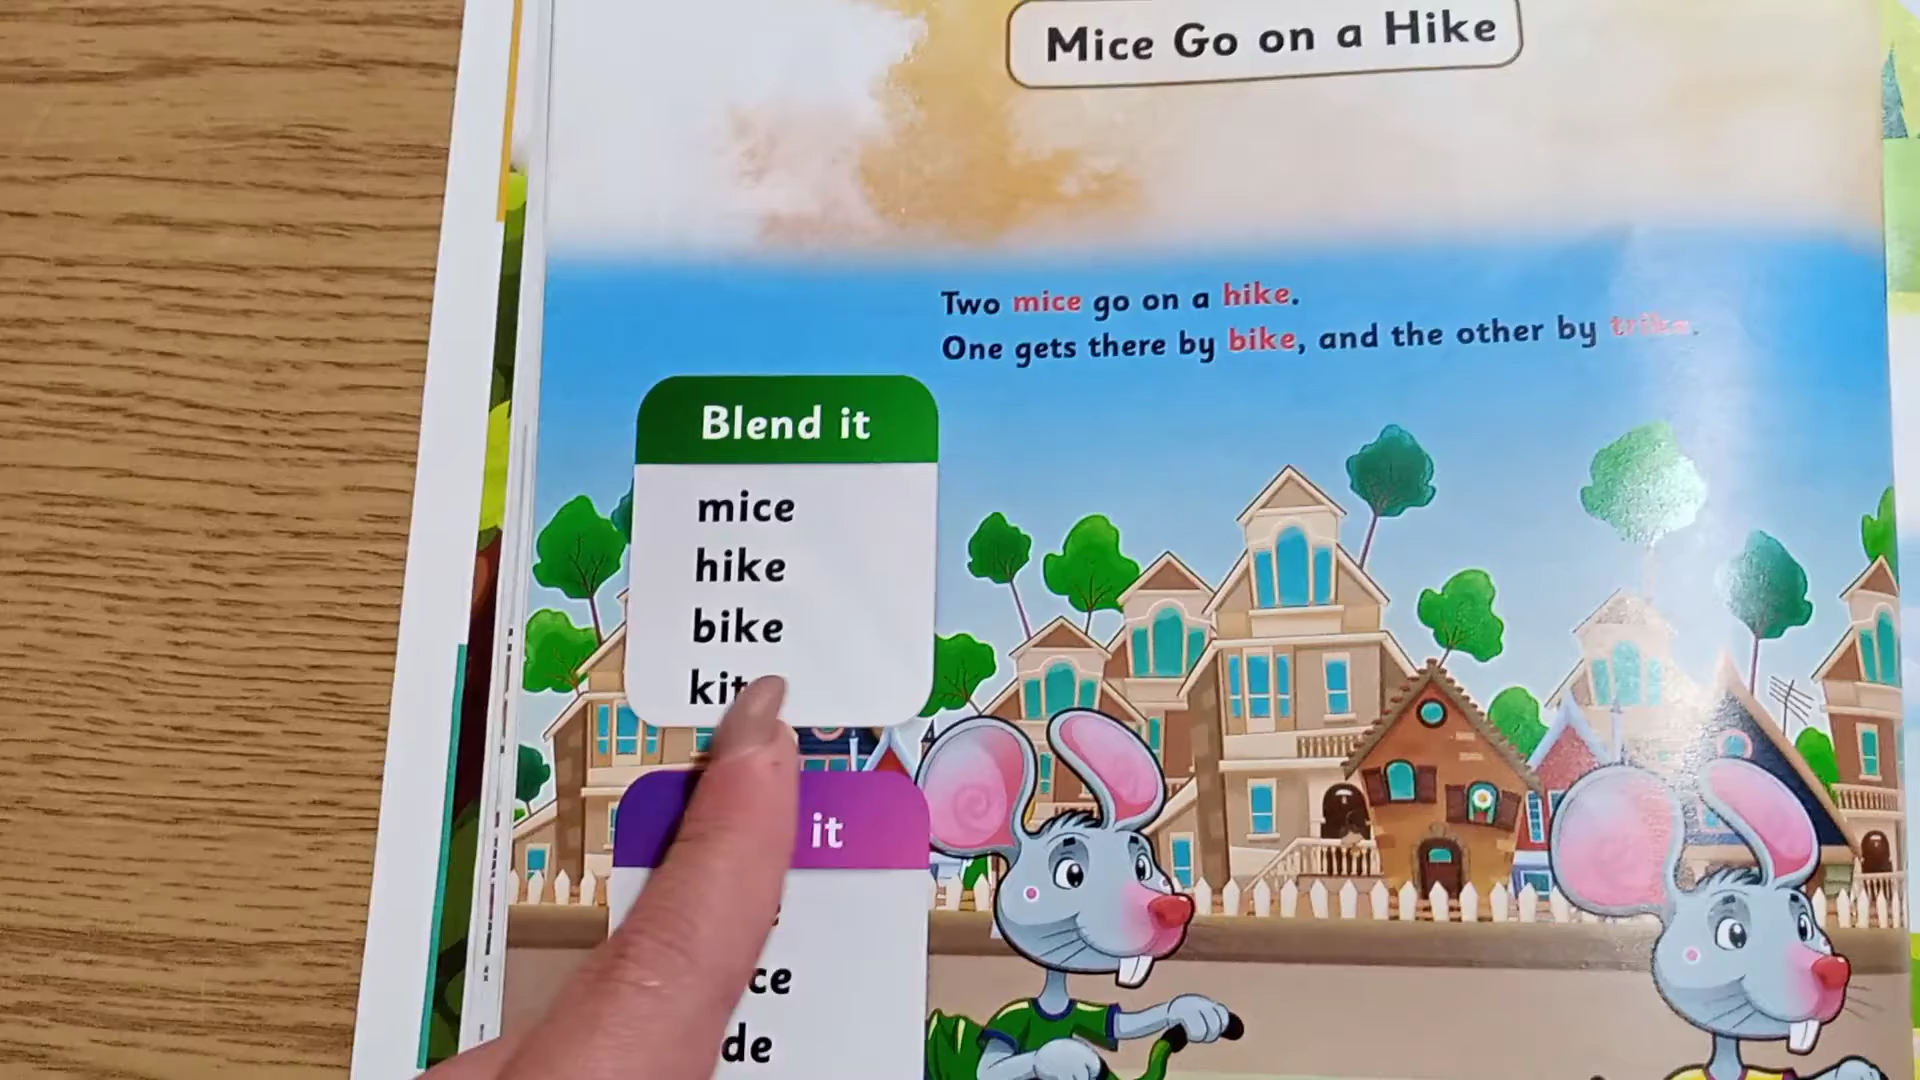 Mice Go on a Hike
Two mice go on a hike.
One gets there by bike, and the other by trike.
Blend it
mice
hike
bike
it